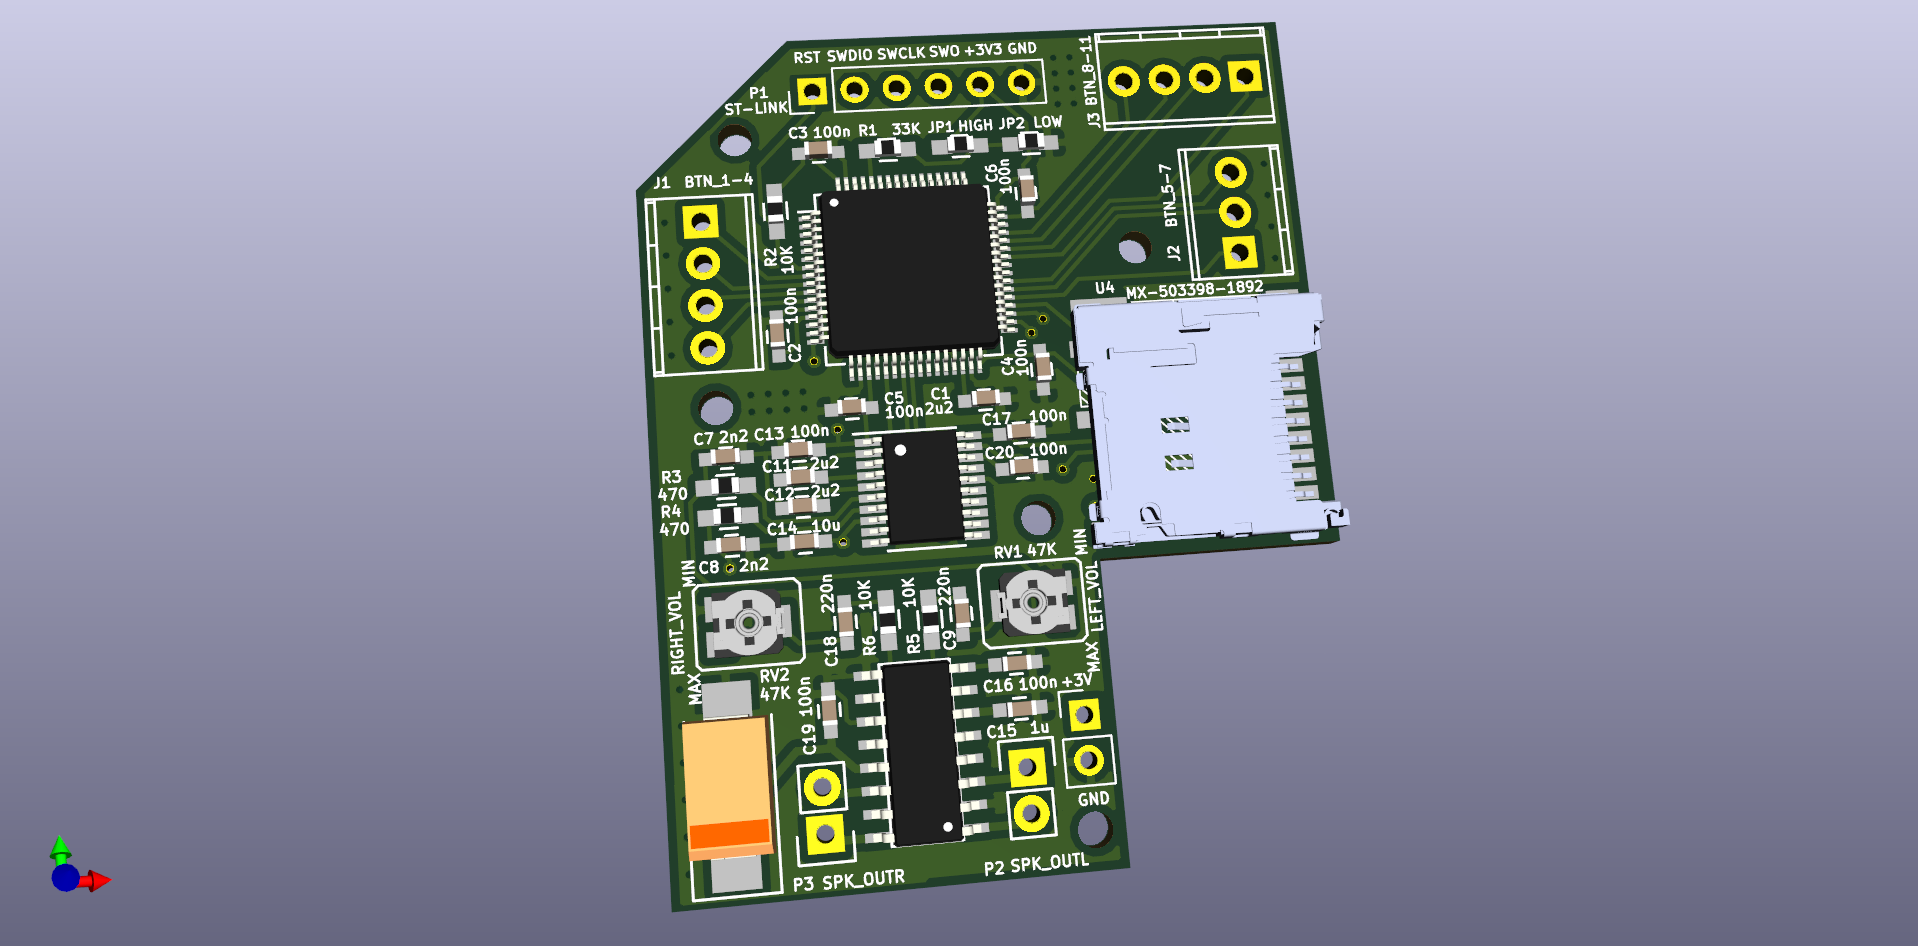 RST SWDIO SWCLK SWO +3V3 GND
P1
ST-LINK
J3 BTN_8-11
C3 100n R1 33K JP1 HIGH JP2 LOW
J1 BTN_1-4
C6
100n
BTN_5-7
J2
R2
10K
U4 MX-503398-1892
100n
C2
C4
100n
C5
100n
C1
2u2
C17 100n
C7 2n2 C13 100n
C20 100n
C11 2u2
R3
470
C12 2u2
R4
470
C14 10u
C8 2n2
RV1 47K
MIN
LEFT_VOL
MAX
MIN
RIGHT_VOL
MAX
220n
C18
10K
R6
10K
R5
220n
C9
RV2
47K
C16 100n +3V
100n
C19
C15 1u
GND
P3 SPK_OUTR
P2 SPK_OUTL